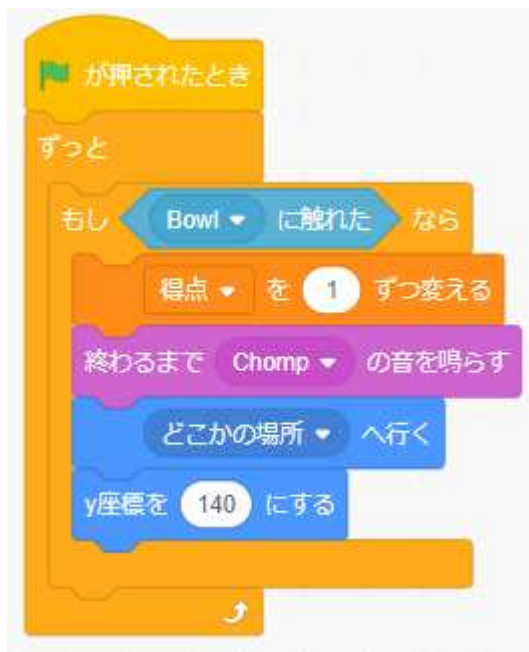 が押されたとき
ずっと
もし Bowl に触れた なら
得点 を 1 ずつ変える
終わるまで Chomp の音を鳴らす
どこかの場所 へ行く
y座標を 140 にする